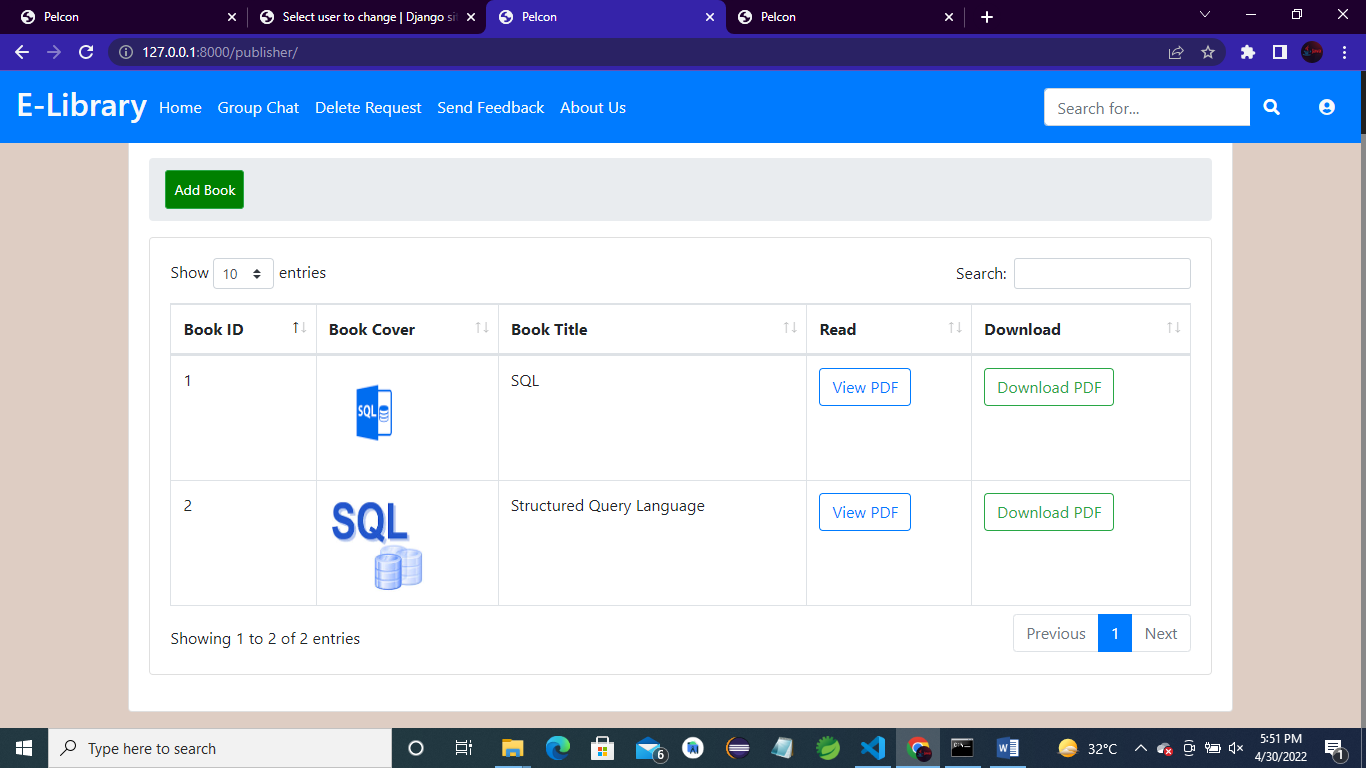 Pelcon
Select user to change | Django si
Pelcon
Pelcon
127.0.0.1:8000/publisher/
E-Library Home Group Chat Delete Request Send Feedback About Us Search for...
Add Book
Show 10 entries Search:
Book ID Book Cover Book Title Read Download
1 SQL SQL View PDF Download PDF
2 SQL Structured Query Language View PDF Download PDF
Showing 1 to 2 of 2 entries Previous 1 Next
Type here to search
6
32°C
5:51 PM
4/30/2022
1